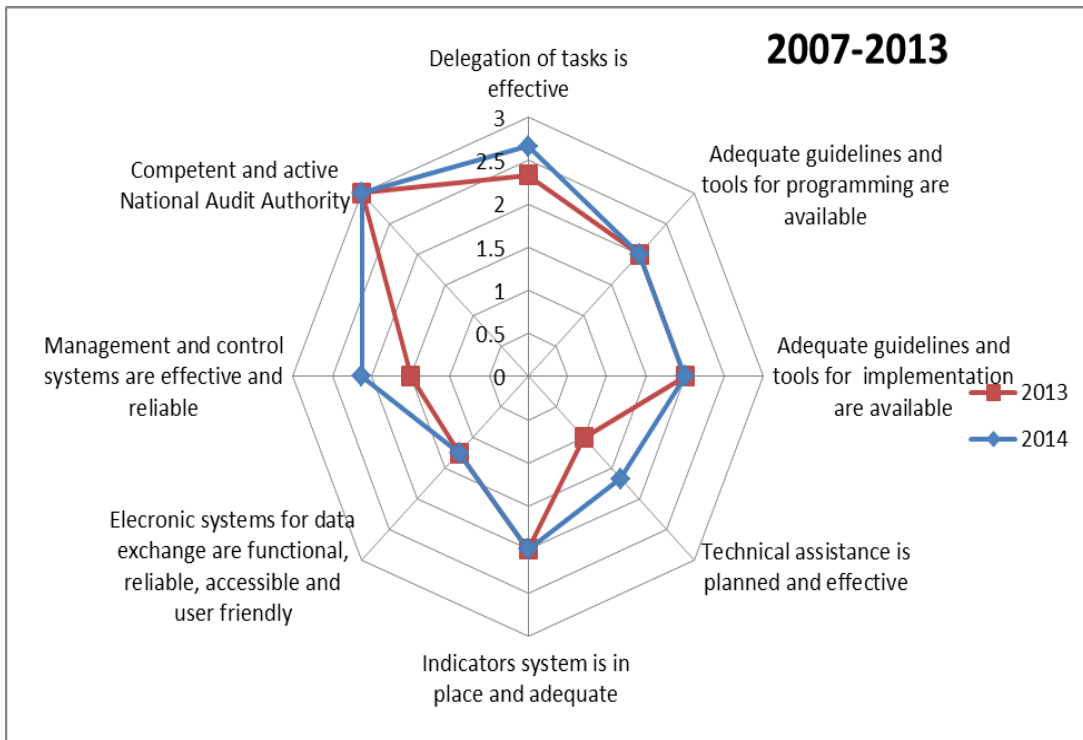 2007-2013
Delegation of tasks is
effective
Adequate guidelines and
tools for programming are
available
Adequate guidelines and
tools for  implementation
are available
Technical assistance is
planned and effective
Indicators system is in
place and adequate
Elecronic systems for data
exchange are functional,
reliable, accessible and
user friendly
Management and control
systems are effective and
reliable
Competent and active
National Audit Authority
3
2.5
2
1.5
1
0.5
0
2013
2014